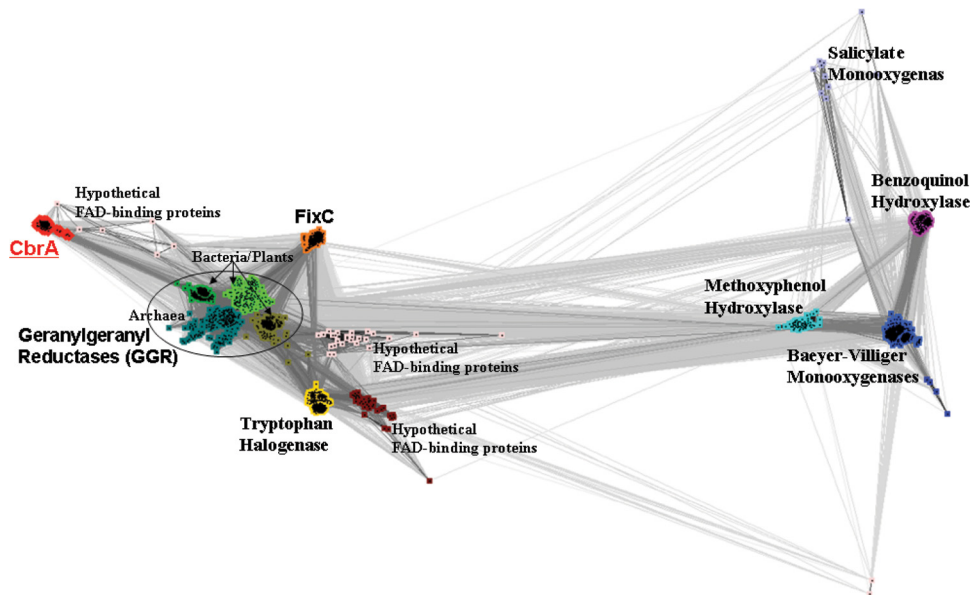 Salicylate
Monooxygenas
Hypothetical
FAD-binding proteins
CbrA
FixC
Benzoquinol
Hydroxylase
Bacteria/Plants
Archaea
Geranylgeranyl
Reductases (GGR)
Methoxyphenol
Hydroxylase
Hypothetical
FAD-binding proteins
Baeyer-Villiger
Monooxygenases
Tryptophan
Halogenase
Hypothetical
FAD-binding proteins